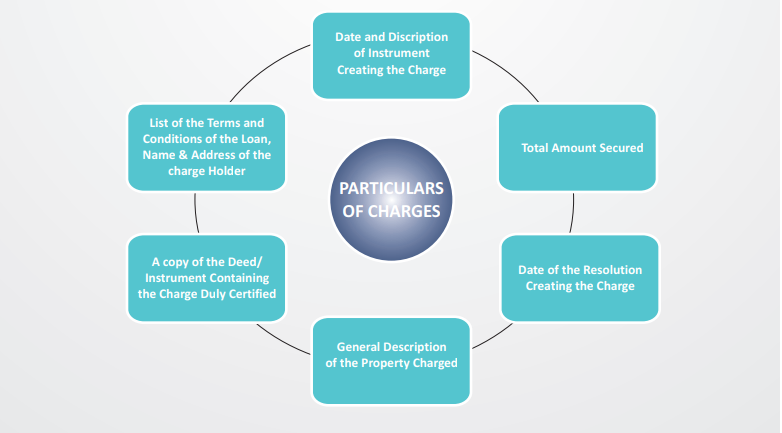 Date and Discription
of Instrument
Creating the Charge
List of the Terms and
Conditions of the Loan,
Name & Address of the
charge Holder
Total Amount Secured
PARTICULARS
OF CHARGES
A copy of the Deed/
Instrument Containing
the Charge Duly Certified
Date of the Resolution
Creating the Charge
General Description
of the Property Charged